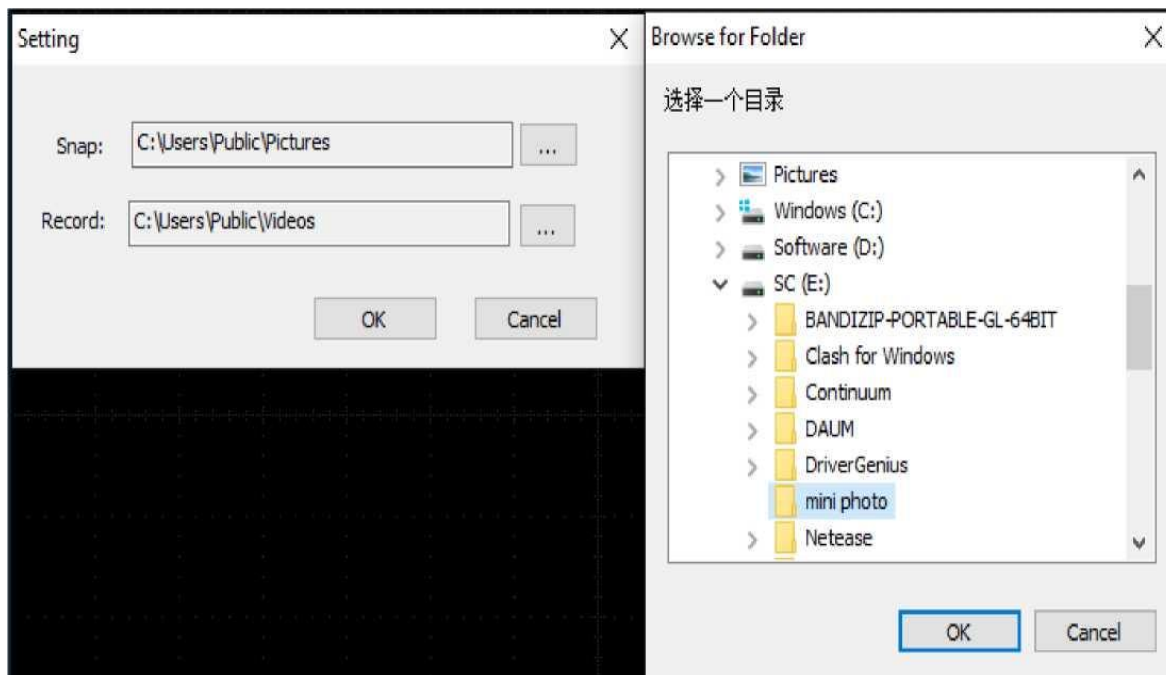 Setting
Snap:
C:\Users\Public\Pictures
...
Record:
C:\Users\Public\Videos
...
OK
Cancel
Browse for Folder
选择一个目录
Pictures
Windows (C:)
Software (D:)
SC (E:)
BANDIZIP-PORTABLE-GL-64BIT
Clash for Windows
Continuum
DAUM
DriverGenius
mini photo
Netease
OK
Cancel